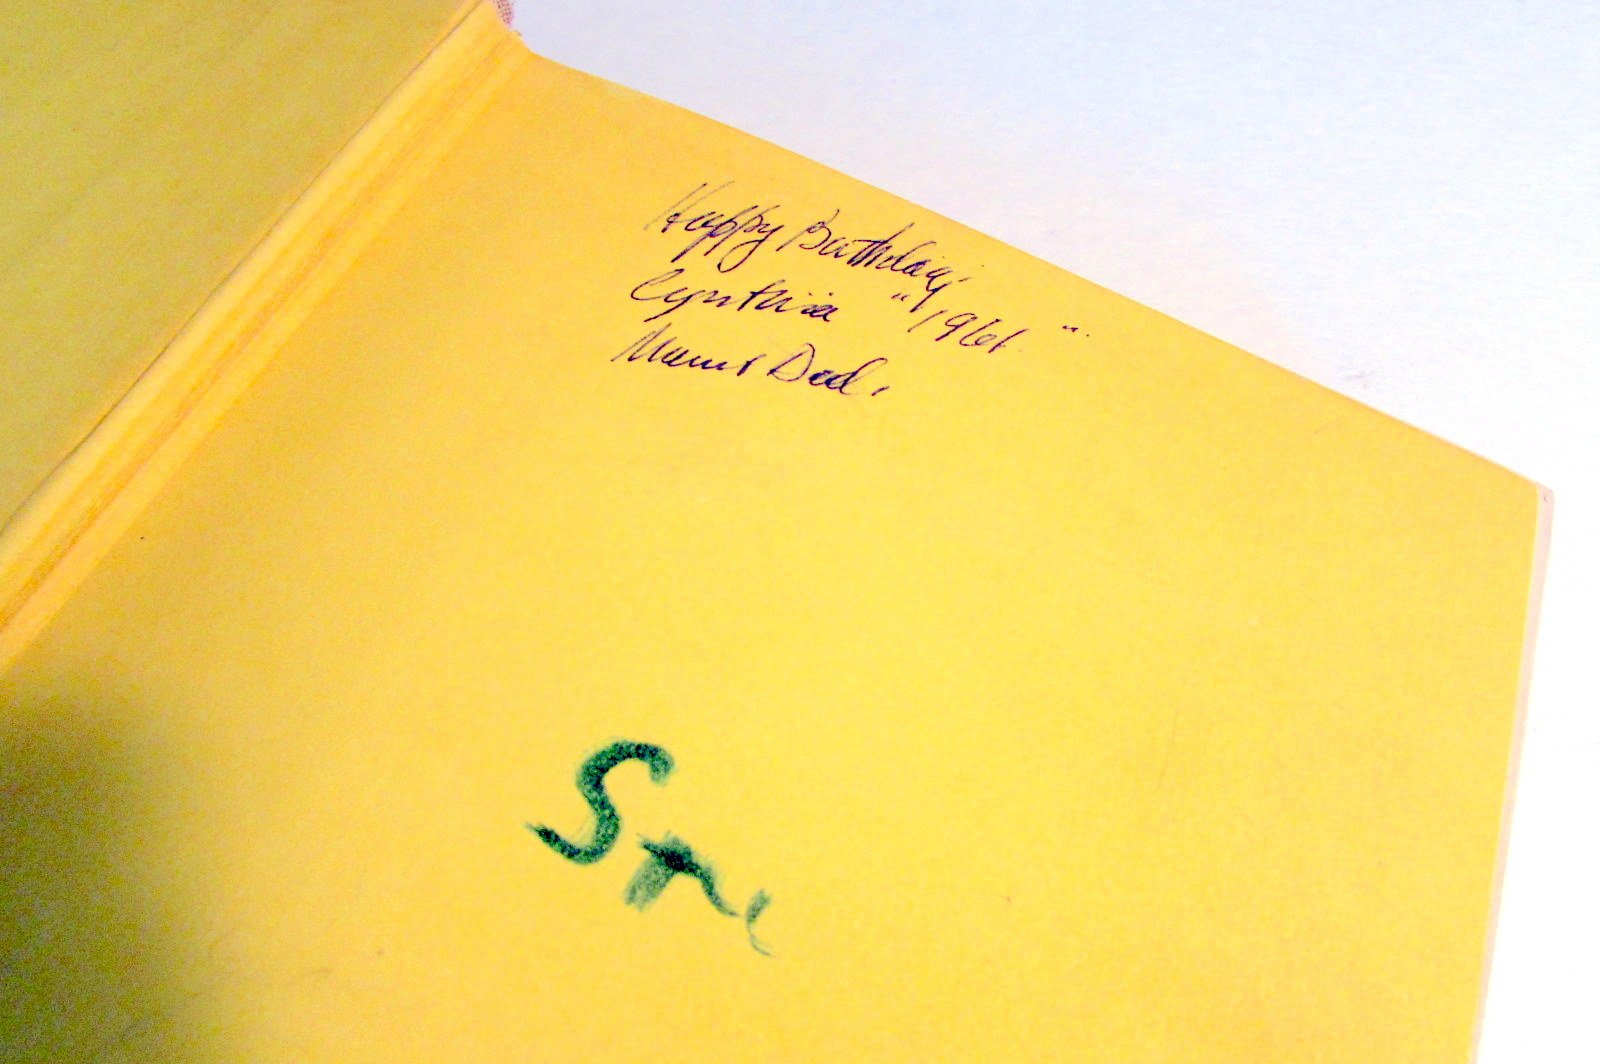 Happy Birthday,
Cynthia "1961"
Mum & Dad.